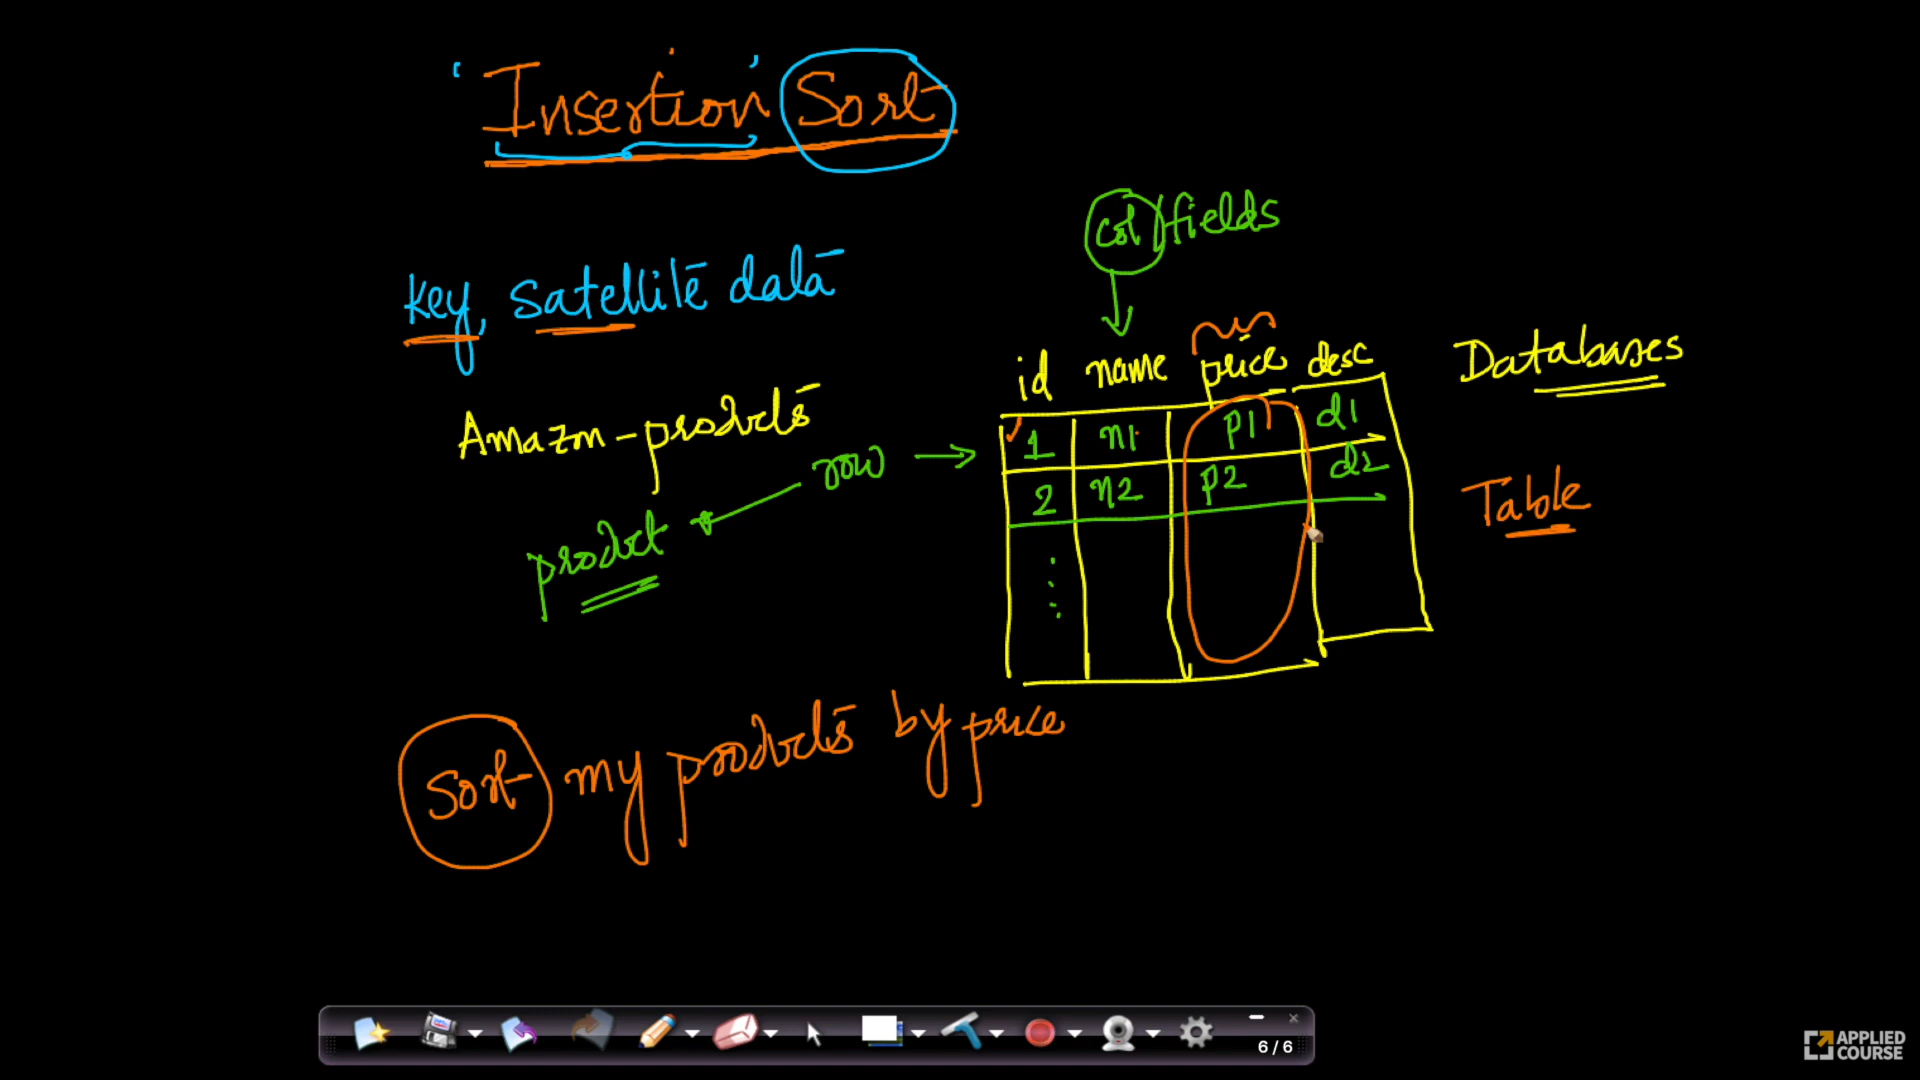 'Insertion' Sort
col/fields
key, satellite data
id name price desc
Databases
Amazon-products
1 n1 p1 d1
row
2 n2 p2 d2
Table
product
Sort my products by price
6/6
APPLIED
COURSE